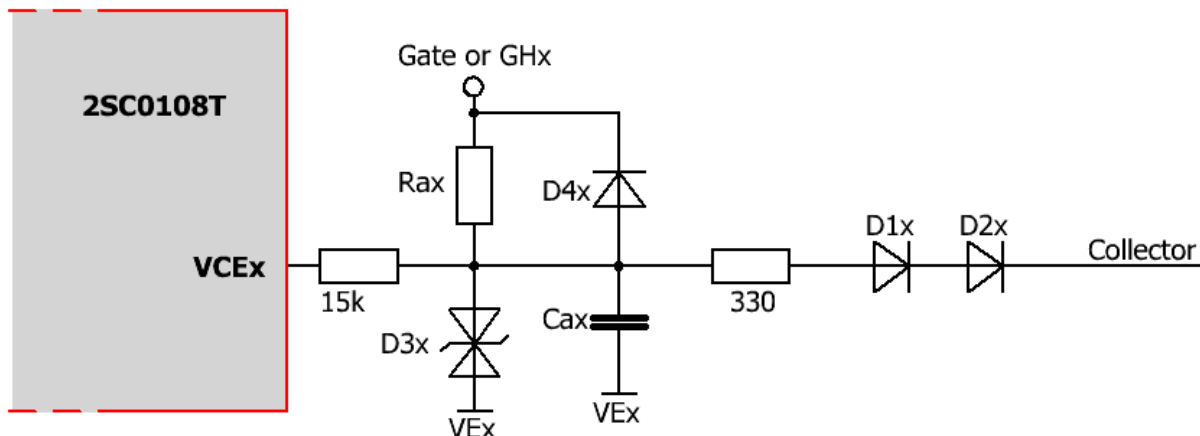 Gate or GHx
2SC0108T
Rax
D4x
D1x
D2x
Collector
VCEx
15k
330
D3x
Cax
VEx
VEx